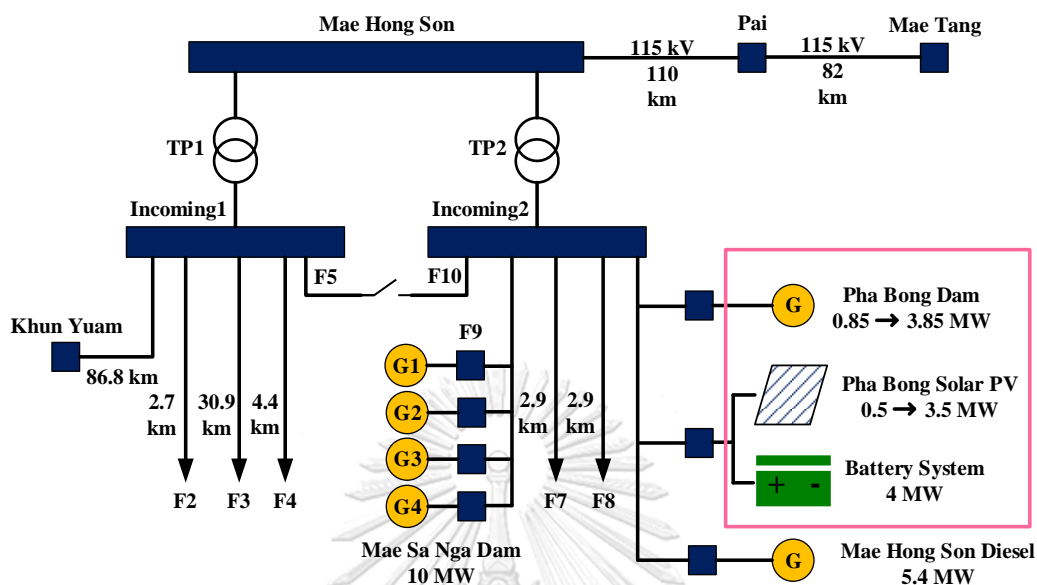 Mae Hong Son
Pai
Mae Tang
115 kV
110
km
115 kV
82
km
TP1
TP2
Incoming1
Incoming2
F5
F10
Khun Yuam
86.8 km
2.7
km
30.9
km
4.4
km
F2
F3
F4
F9
G1
G2
G3
G4
2.9
km
2.9
km
F7
F8
Mae Sa Nga Dam
10 MW
G
Pha Bong Dam
0.85 → 3.85 MW
Pha Bong Solar PV
0.5 → 3.5 MW
+ -
Battery System
4 MW
G
Mae Hong Son Diesel
5.4 MW